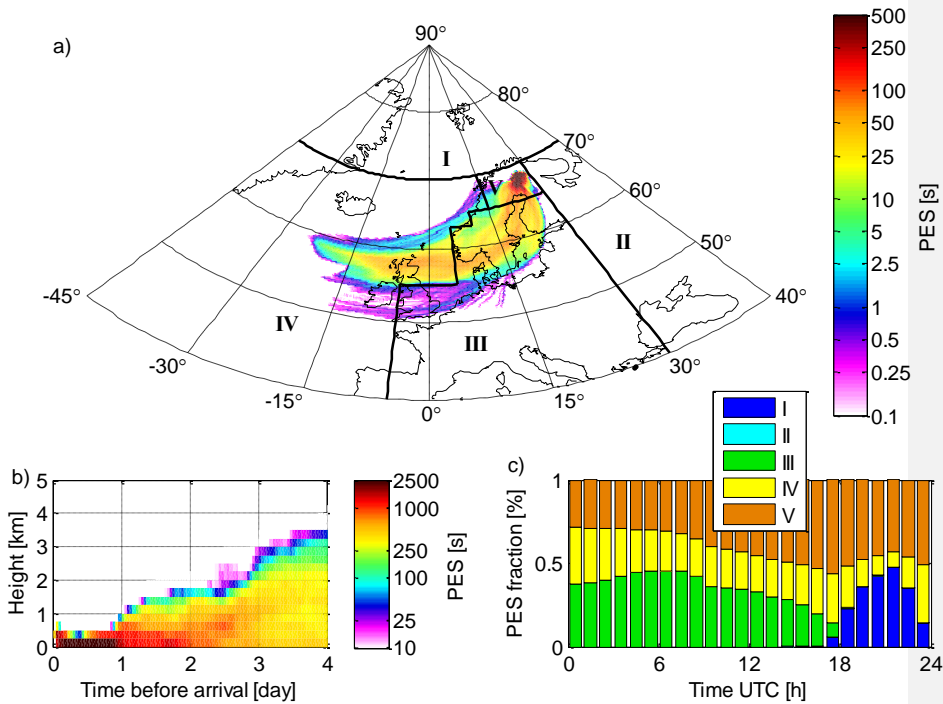 a)
90°
80°
70°
60°
50°
40°
30°
15°
0°
-15°
-30°
-45°
I
II
III
IV
V
500
250
100
50
25
10
5
2.5
1
0.5
0.25
0.1
PES [s]
b)
5
4
3
2
1
0
Height [km]
0 1 2 3 4
Time before arrival [day]
2500
1000
500
250
100
50
25
10
PES [s]
c)
I
II
III
IV
V
1
0.5
0
PES fraction [%]
0 6 12 18 24
Time UTC [h]